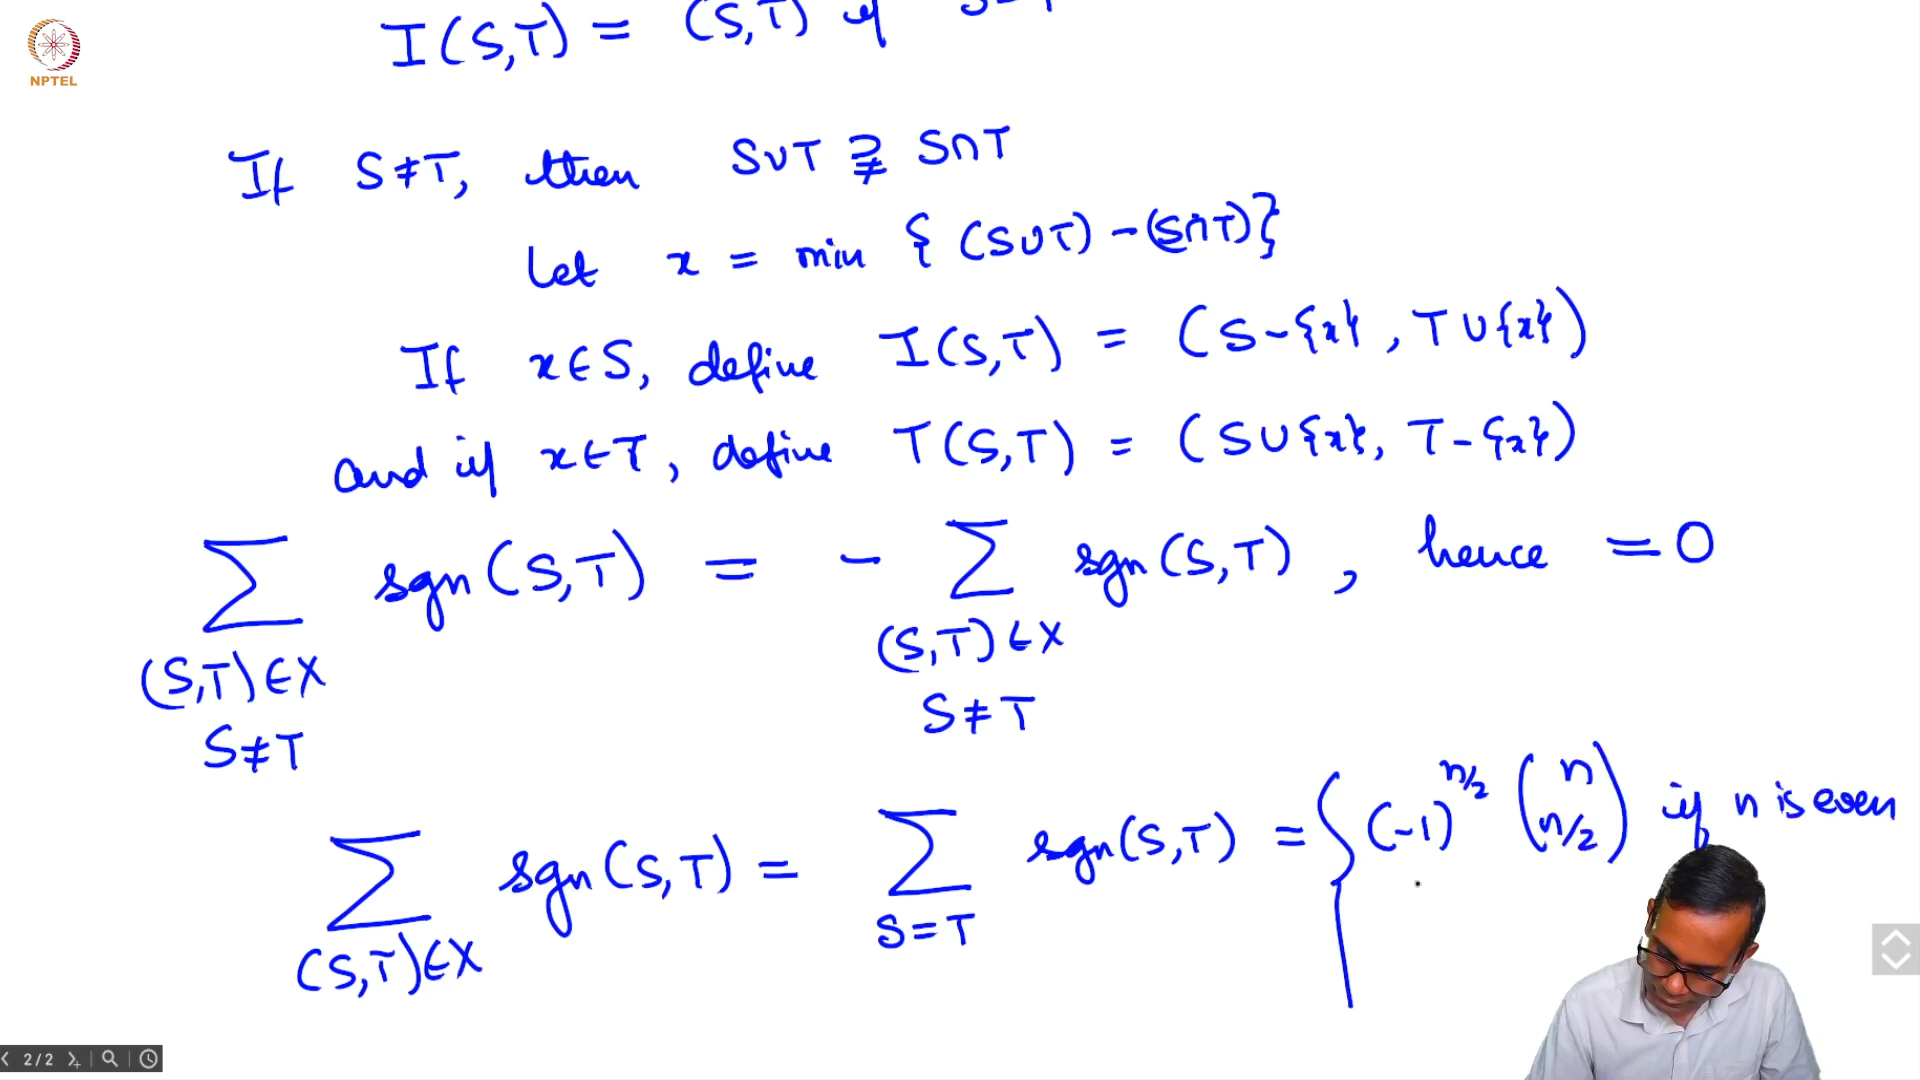 I(S,T) = (S,T) if
NPTEL
If S≠T, then S∪T ⊋ S∩T
Let x = min { (S∪T) - (S∩T)}
If x∈S, define I(S,T) = (S-{x}, T∪{x})
and if x∈T, define T(S,T) = (S∪{x}, T-{x})
∑ sgn(S,T) = - ∑ sgn(S,T), hence =0
(S,T)∈X (S,T)∈X
S≠T S≠T
∑ sgn(S,T) = ∑ sgn(S,T) = { (-1)^{n/2} \binom{n}{n/2} if n is even
(S,T)∈X S=T
2/2